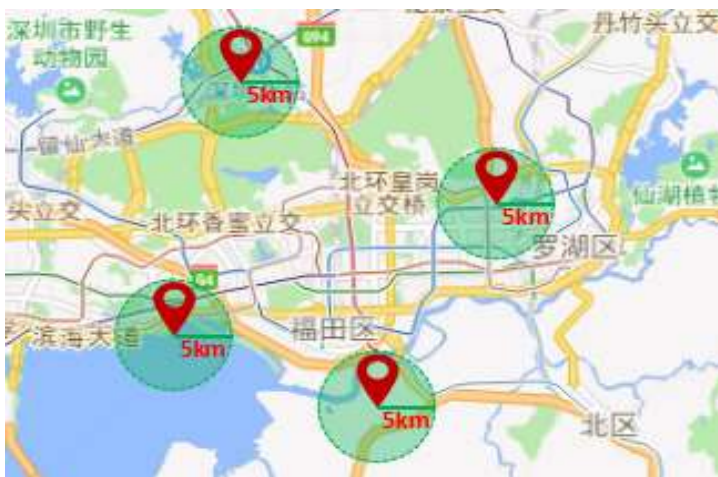 深圳市野生
动物园
5km
丹竹头立交
留仙大道
北环皇岗
立交桥
5km
仙湖植
头立交
北环香蜜立交
罗湖区
G4
滨海大道
5km
福田区
5km
北区